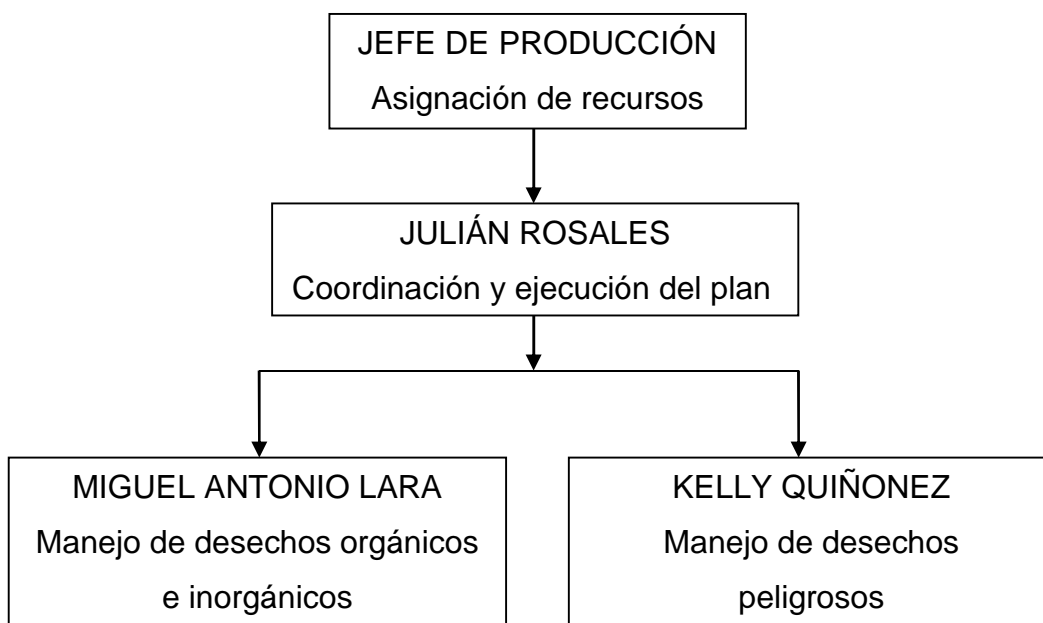 JEFE DE PRODUCCIÓN
Asignación de recursos
JULIÁN ROSALES
Coordinación y ejecución del plan
MIGUEL ANTONIO LARA
Manejo de desechos orgánicos
e inorgánicos
KELLY QUIÑONEZ
Manejo de desechos
peligrosos